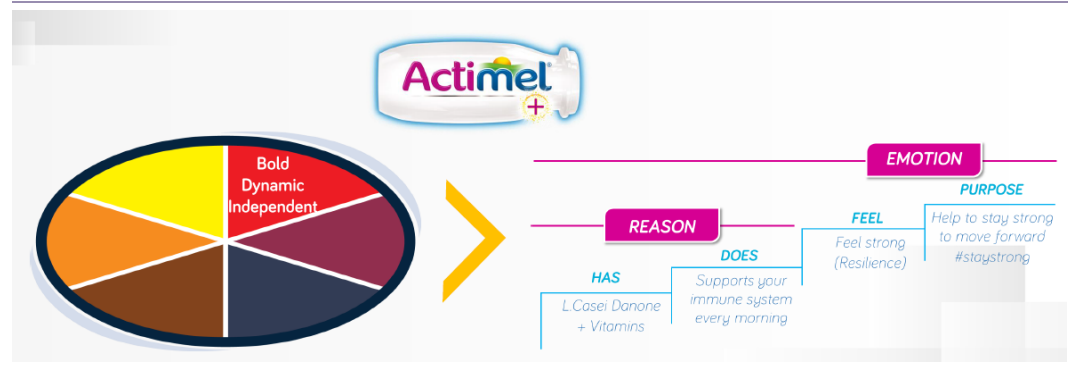 Actimel
+
Bold
Dynamic
Independent
EMOTION
PURPOSE
Help to stay strong
to move forward
#staystrong
FEEL
Feel strong
(Resilience)
REASON
DOES
Supports your
immune system
every morning
HAS
L.Casei Danone
+ Vitamins